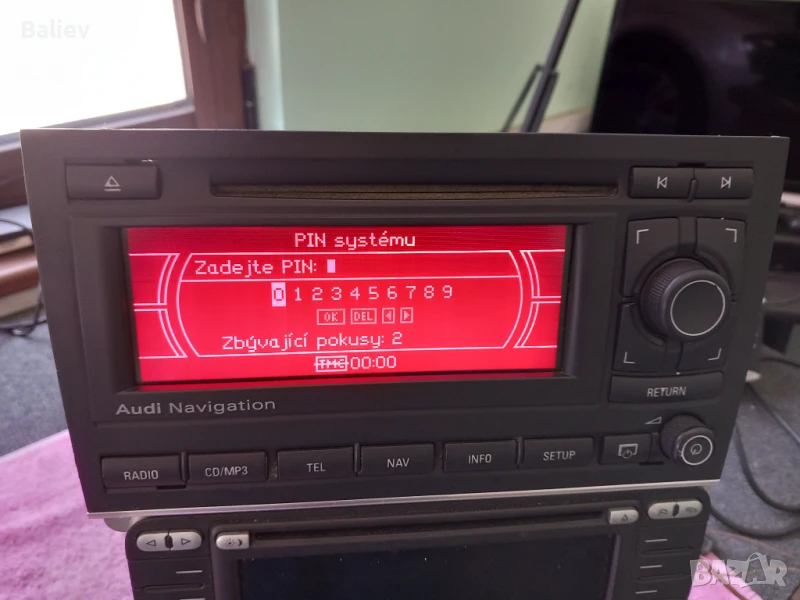 Baliev
PIN systému
Zadejte PIN:
0 1 2 3 4 5 6 7 8 9
OK DEL
Zbývající pokusy: 2
TMC 00:00
Audi Navigation
RETURN
RADIO CD/MP3 TEL NAV INFO SETUP
BAZAR